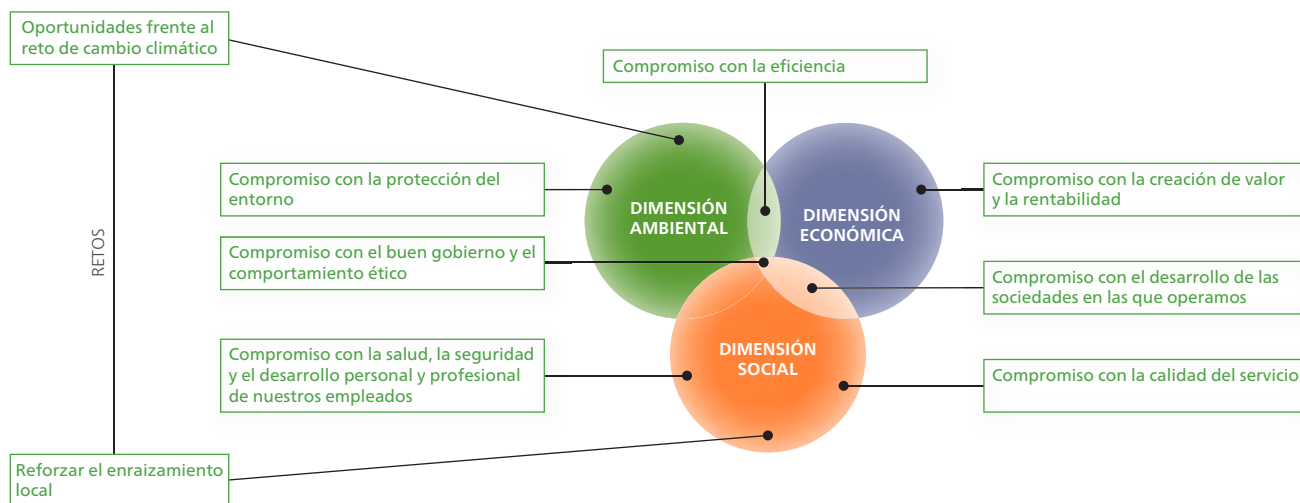 Oportunidades frente al
reto de cambio climático
Compromiso con la eficiencia
Compromiso con la protección del
entorno
DIMENSIÓN
AMBIENTAL
DIMENSIÓN
ECONÓMICA
Compromiso con la creación de valor
y la rentabilidad
RETOS
Compromiso con el buen gobierno y el
comportamiento ético
Compromiso con el desarrollo de las
sociedades en las que operamos
Compromiso con la salud, la seguridad
y el desarrollo personal y profesional
de nuestros empleados
DIMENSIÓN
SOCIAL
Compromiso con la calidad del servicio
Reforzar el enraizamiento
local